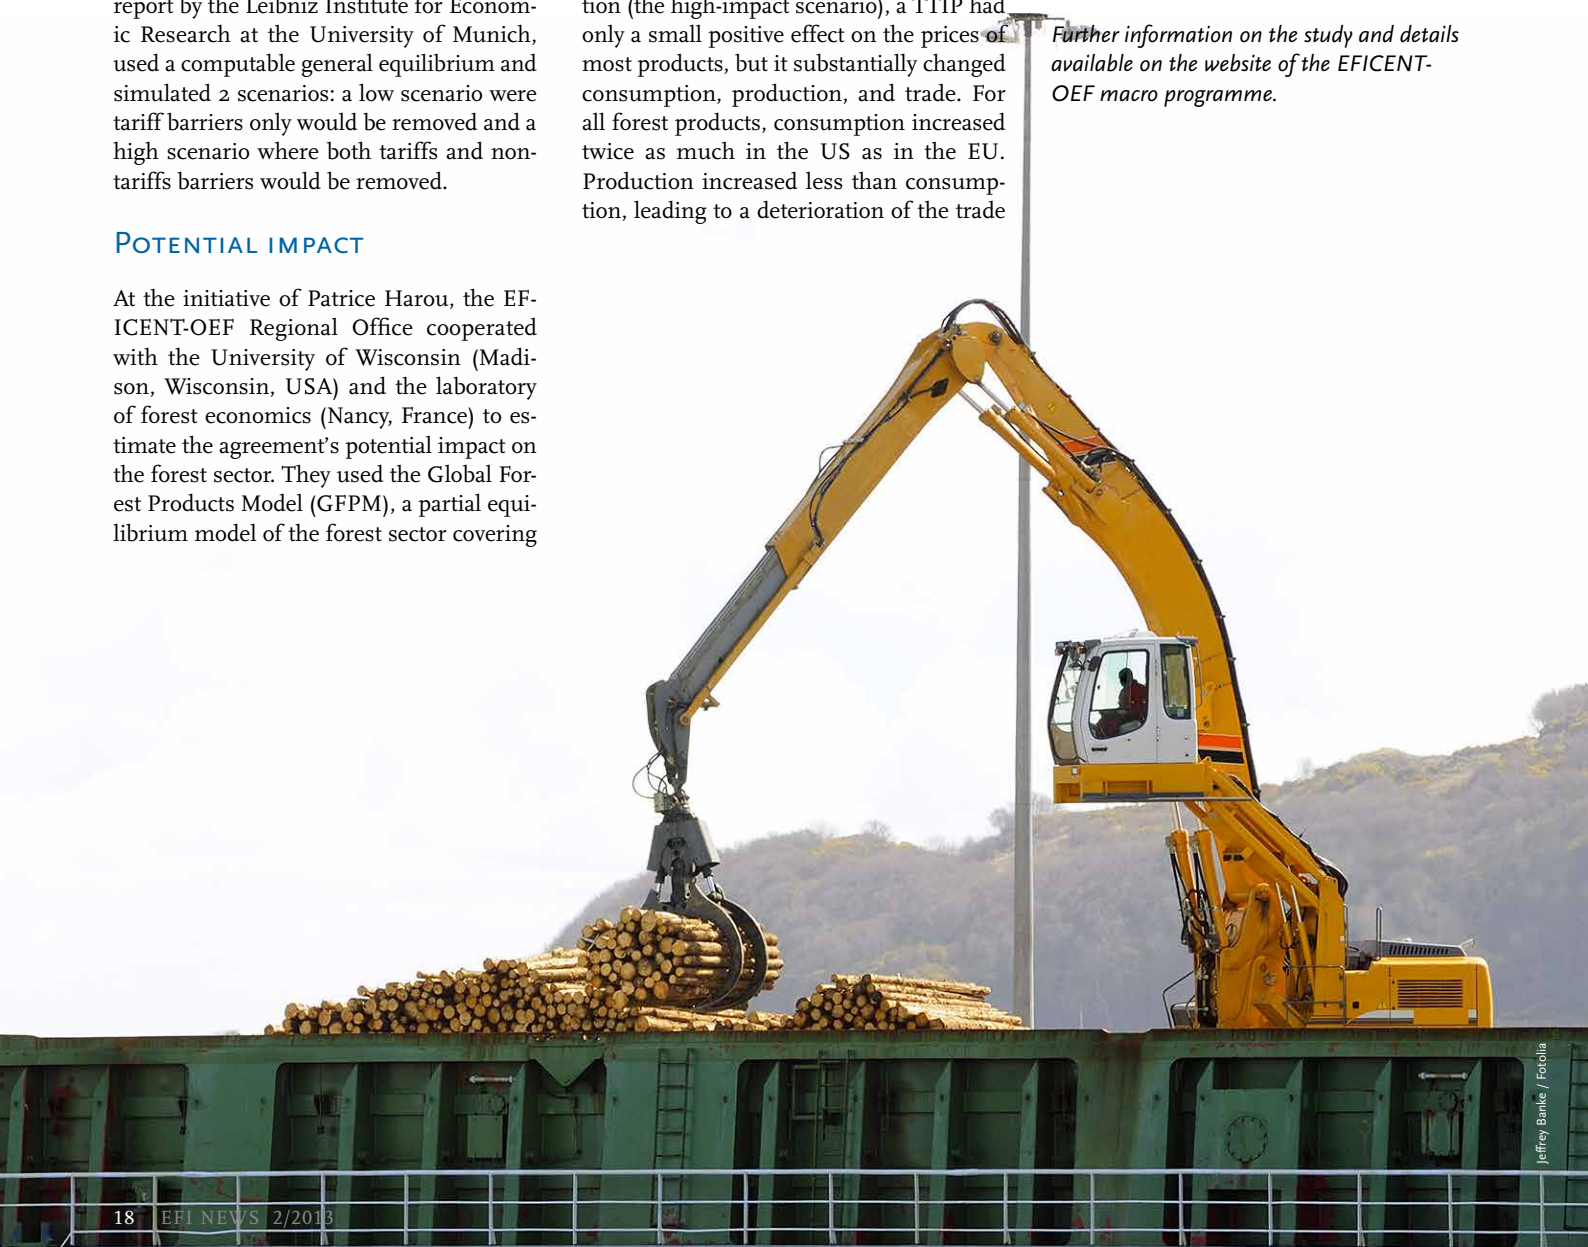 report by the Leibniz Institute for Econom-
ic Research at the University of Munich,
used a computable general equilibrium and
simulated 2 scenarios: a low scenario were
tariff barriers only would be removed and a
high scenario where both tariffs and non-
tariffs barriers would be removed.
POTENTIAL IMPACT
At the initiative of Patrice Harou, the EF-
ICENT-OEF Regional Office cooperated
with the University of Wisconsin (Madi-
son, Wisconsin, USA) and the laboratory
of forest economics (Nancy, France) to es-
timate the agreement’s potential impact on
the forest sector. They used the Global For-
est Products Model (GFPM), a partial equi-
librium model of the forest sector covering
tion (the high-impact scenario), a TTIP had
only a small positive effect on the prices of
most products, but it substantially changed
consumption, production, and trade. For
all forest products, consumption increased
twice as much in the US as in the EU.
Production increased less than consump-
tion, leading to a deterioration of the trade
Further information on the study and details
available on the website of the EFICENT-
OEF macro programme.
Jeffrey Banke / Fotolia
18 EFI NEWS 2/2013